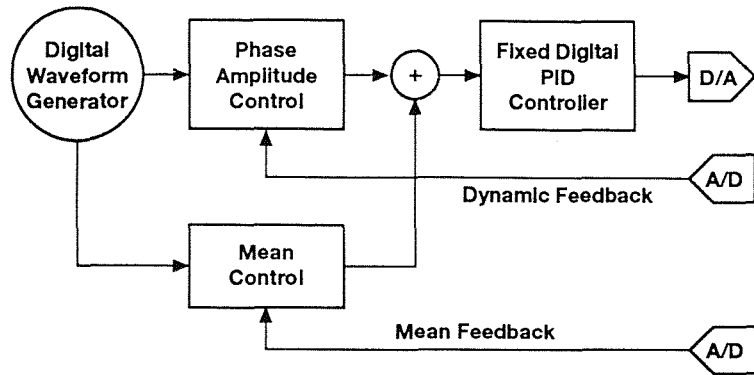 Digital
Waveform
Generator
Phase
Amplitude
Control
+
Fixed Digital
PID
Controller
D/A
A/D
Dynamic Feedback
Mean
Control
Mean Feedback
A/D